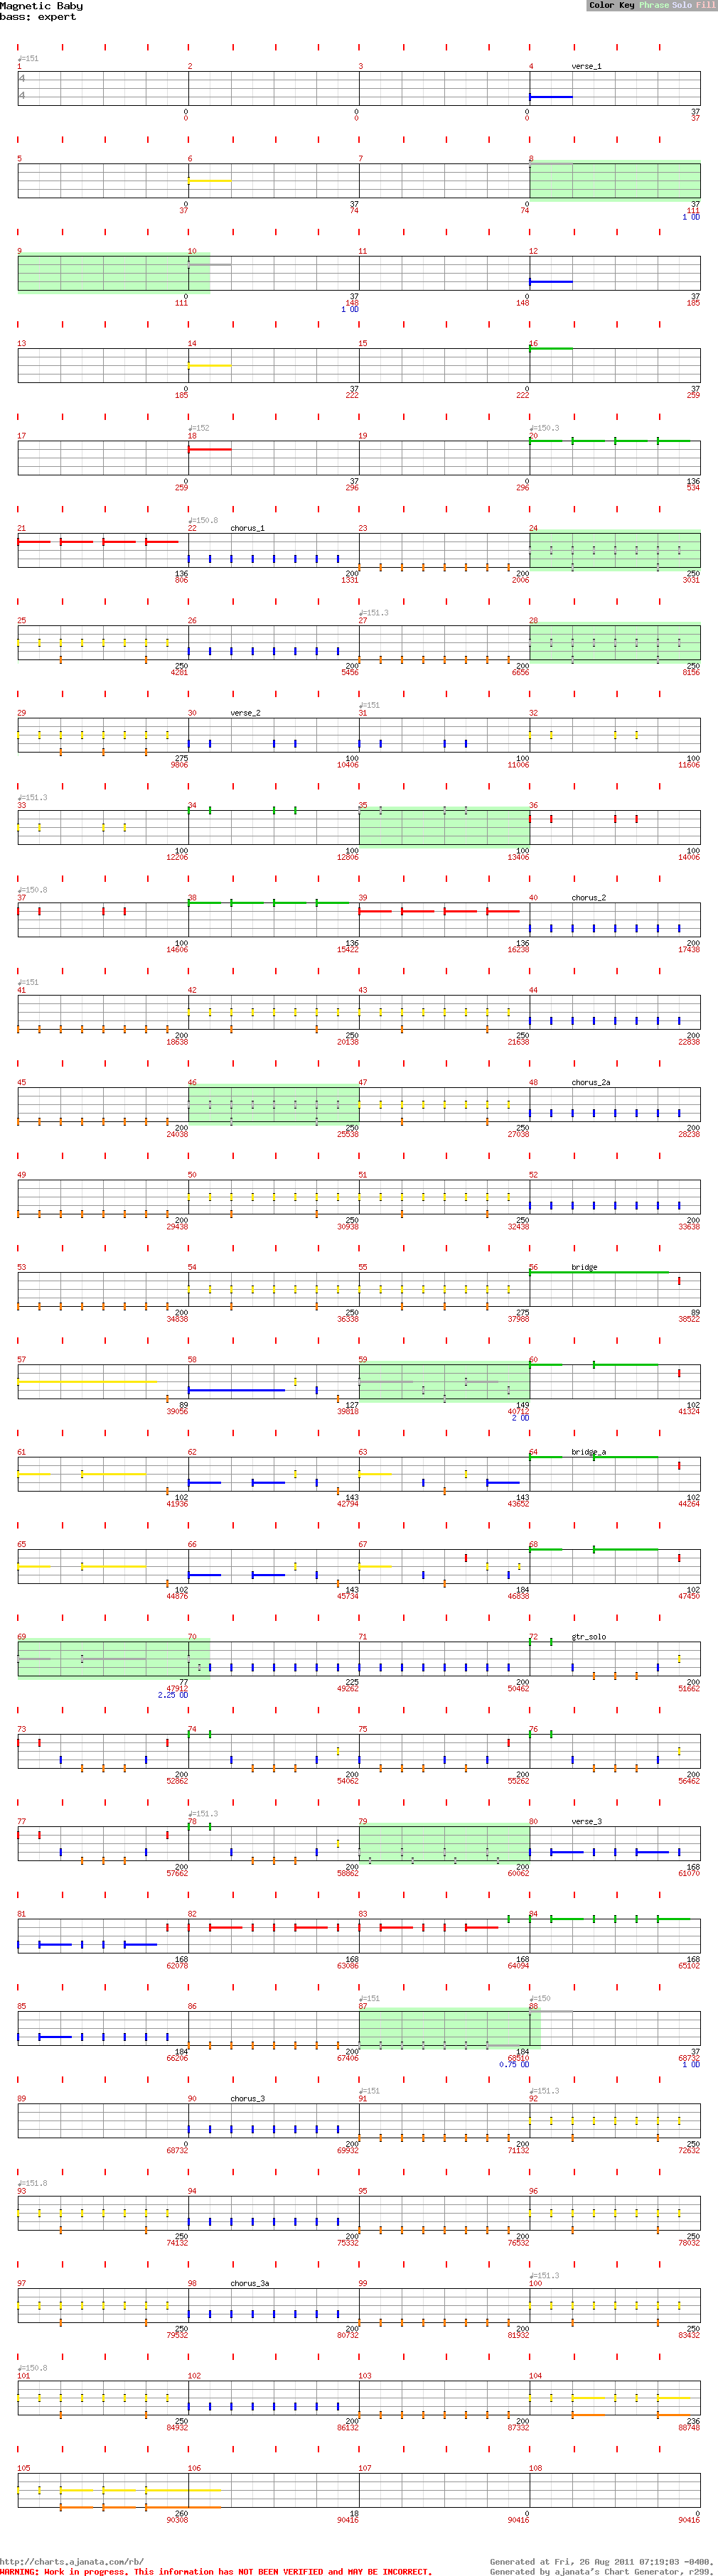 Magnetic Baby
bass: expert
Color Key Phrase Solo Fill
♩=151
1 2 3 4 verse_1
4
4
0 0 0 37
0 0 0 37
5 6 7 8
0 37 0 37
37 74 74 111
1 OD
9 10 11 12
0 37 0 37
111 148 148 185
1 OD
13 14 15 16
0 37 0 37
185 222 222 259
♩=152 ♩=150.3
17 18 19 20
0 37 0 136
259 296 296 534
♩=150.8
21 22 chorus_1 23 24
136 200 200 250
806 1331 2006 3031
♩=151.3
25 26 27 28
250 200 200 250
4281 5456 6656 8156
♩=151
29 30 verse_2 31 32
275 100 100 100
9806 10406 11006 11606
♩=151.3
33 34 35 36
100 100 100 100
12206 12806 13406 14006
♩=150.8
37 38 39 40 chorus_2
100 136 136 200
14606 15422 16238 17438
♩=151
41 42 43 44
200 250 250 200
18638 20138 21638 22838
45 46 47 48 chorus_2a
200 250 250 200
24038 25538 27038 28238
49 50 51 52
200 250 250 200
29438 30938 32438 33638
53 54 55 56 bridge
200 250 275 89
34838 36338 37988 38522
57 58 59 60
89 127 149 102
39056 39818 40712 41324
2 OD
61 62 63 64 bridge_a
102 143 143 102
41936 42794 43652 44264
65 66 67 68
102 143 184 102
44876 45734 46838 47450
69 70 71 72 gtr_solo
77 225 200 200
47912 49262 50462 51662
2.25 OD
73 74 75 76
200 200 200 200
52862 54062 55262 56462
♩=151.3
77 78 79 80 verse_3
200 200 200 168
57662 58862 60062 61070
81 82 83 84
168 168 168 168
62078 63086 64094 65102
♩=151 ♩=150
85 86 87 88
184 200 184 37
66206 67406 68510 68732
0.75 OD 1 OD
♩=151 ♩=151.3
89 90 chorus_3 91 92
0 200 200 250
68732 69932 71132 72632
♩=151.8
93 94 95 96
250 200 200 250
74132 75332 76532 78032
♩=151.3
97 98 chorus_3a 99 100
250 200 200 250
79532 80732 81932 83432
♩=150.8
101 102 103 104
250 200 200 236
84932 86132 87332 88748
105 106 107 108
260 18 0 0
90308 90416 90416 90416
http://charts.ajanata.com/rb/
Generated at Fri, 26 Aug 2011 07:19:03 -0400.
WARNING: Work in progress. This information has NOT BEEN VERIFIED and MAY BE INCORRECT.
Generated by ajanata's Chart Generator, r299.